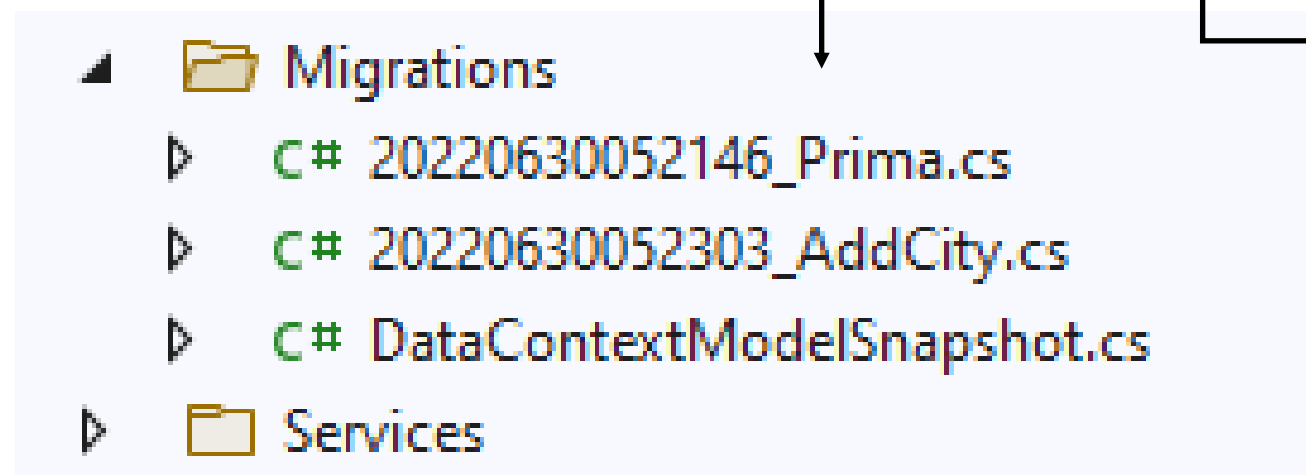 Migrations
C# 20220630052146_Prima.cs
C# 20220630052303_AddCity.cs
C# DataContextModelSnapshot.cs
Services